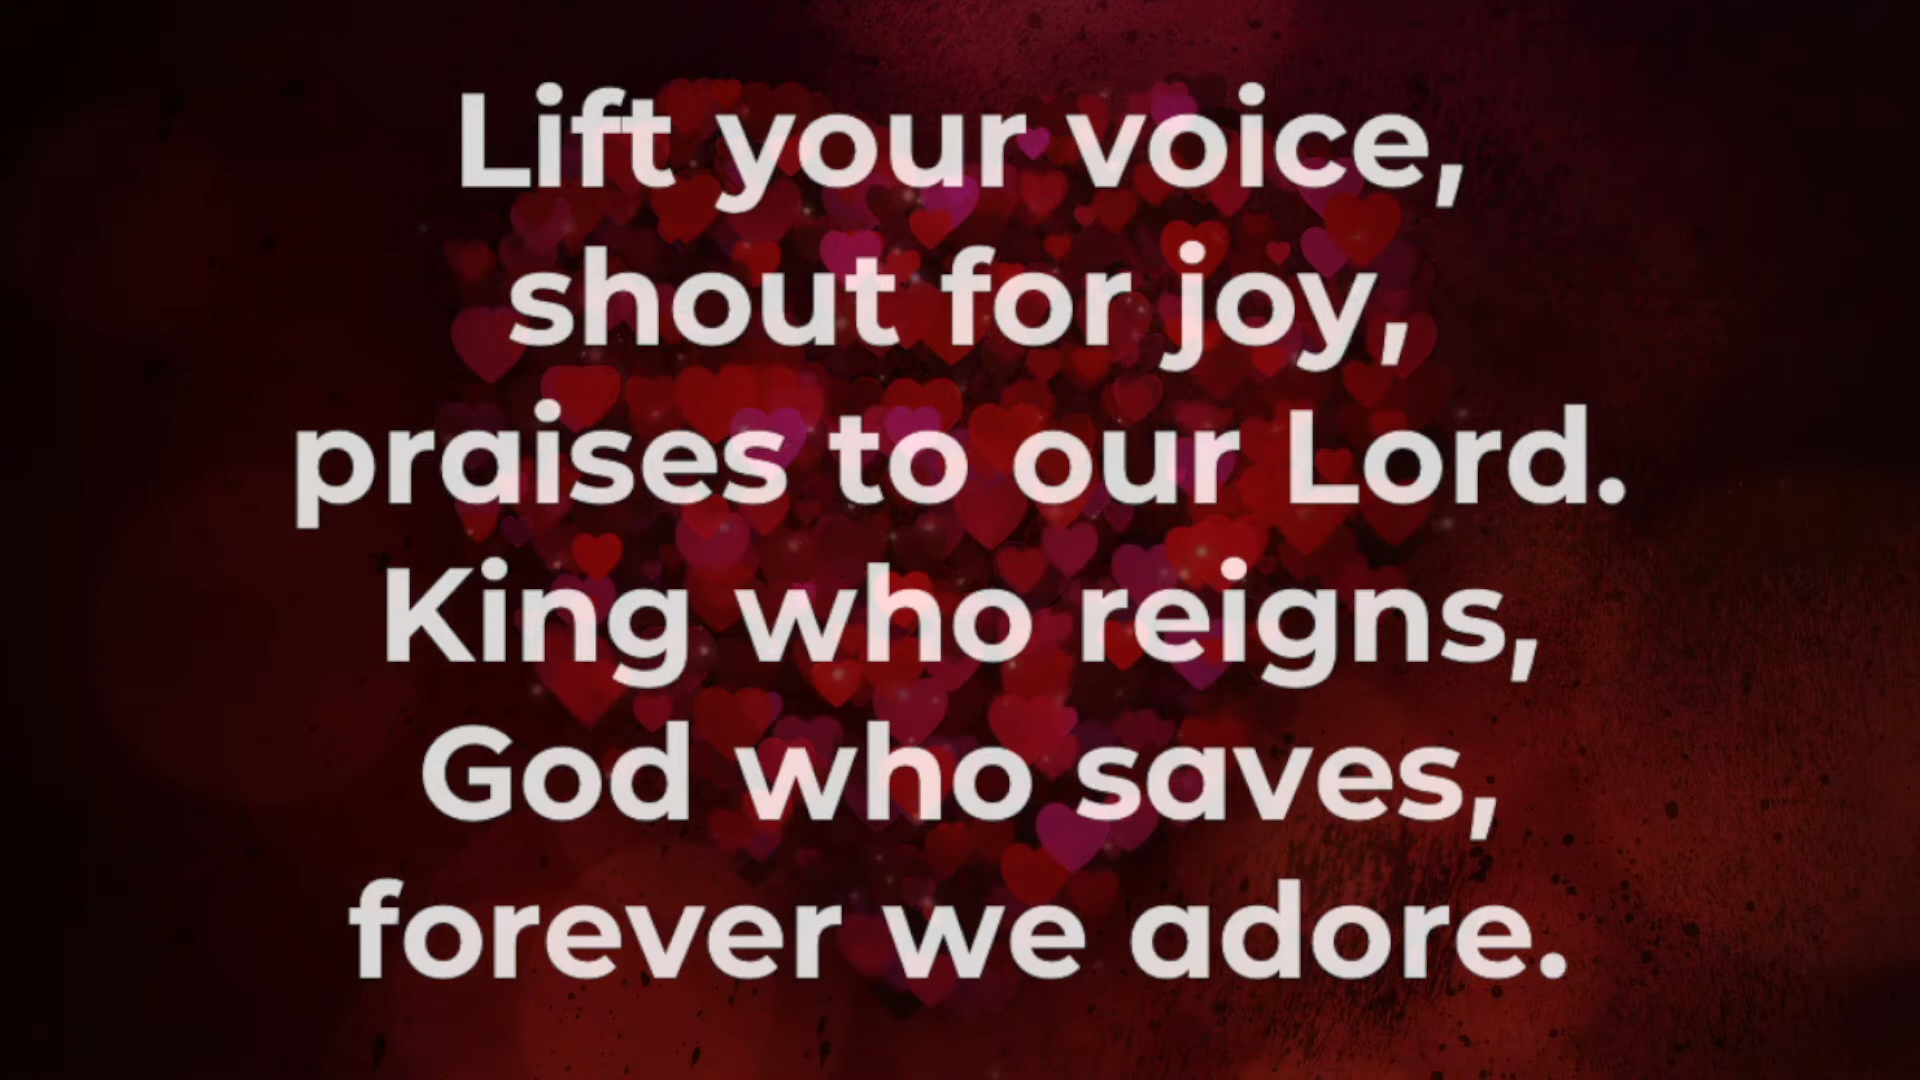 Lift your voice,
shout for joy,
praises to our Lord.
King who reigns,
God who saves,
forever we adore.